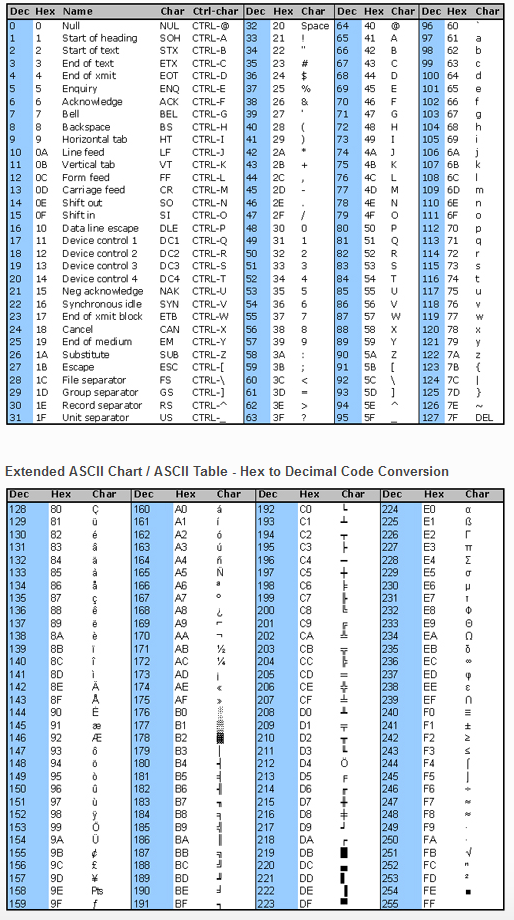 Dec Hex Name Char Ctrl-char Dec Hex Char Dec Hex Char Dec Hex Char
0 0 Null NUL CTRL-@ 32 20 Space 64 40 @ 96 60 `
1 1 Start of heading SOH CTRL-A 33 21 ! 65 41 A 97 61 a
2 2 Start of text STX CTRL-B 34 22 " 66 42 B 98 62 b
3 3 End of text ETX CTRL-C 35 23 # 67 43 C 99 63 c
4 4 End of xmit EOT CTRL-D 36 24 $ 68 44 D 100 64 d
5 5 Enquiry ENQ CTRL-E 37 25 % 69 45 E 101 65 e
6 6 Acknowledge ACK CTRL-F 38 26 & 70 46 F 102 66 f
7 7 Bell BEL CTRL-G 39 27 ' 71 47 G 103 67 g
8 8 Backspace BS CTRL-H 40 28 ( 72 48 H 104 68 h
9 9 Horizontal tab HT CTRL-I 41 29 ) 73 49 I 105 69 i
10 0A Line feed LF CTRL-J 42 2A * 74 4A J 106 6A j
11 0B Vertical tab VT CTRL-K 43 2B + 75 4B K 107 6B k
12 0C Form feed FF CTRL-L 44 2C , 76 4C L 108 6C l
13 0D Carriage feed CR CTRL-M 45 2D - 77 4D M 109 6D m
14 0E Shift out SO CTRL-N 46 2E . 78 4E N 110 6E n
15 0F Shift in SI CTRL-O 47 2F / 79 4F O 111 6F o
16 10 Data line escape DLE CTRL-P 48 30 0 80 50 P 112 70 p
17 11 Device control 1 DC1 CTRL-Q 49 31 1 81 51 Q 113 71 q
18 12 Device control 2 DC2 CTRL-R 50 32 2 82 52 R 114 72 r
19 13 Device control 3 DC3 CTRL-S 51 33 3 83 53 S 115 73 s
20 14 Device control 4 DC4 CTRL-T 52 34 4 84 54 T 116 74 t
21 15 Neg acknowledge NAK CTRL-U 53 35 5 85 55 U 117 75 u
22 16 Synchronous idle SYN CTRL-V 54 36 6 86 56 V 118 76 v
23 17 End of xmit block ETB CTRL-W 55 37 7 87 57 W 119 77 w
24 18 Cancel CAN CTRL-X 56 38 8 88 58 X 120 78 x
25 19 End of medium EM CTRL-Y 57 39 9 89 59 Y 121 79 y
26 1A Substitute SUB CTRL-Z 58 3A : 90 5A Z 122 7A z
27 1B Escape ESC CTRL-[ 59 3B ; 91 5B [ 123 7B {
28 1C File separator FS CTRL-\ 60 3C < 92 5C \ 124 7C |
29 1D Group separator GS CTRL-] 61 3D = 93 5D ] 125 7D }
30 1E Record separator RS CTRL-^ 62 3E > 94 5E ^ 126 7E ~
31 1F Unit separator US CTRL-_ 63 3F ? 95 5F _ 127 7F DEL
Extended ASCII Chart / ASCII Table - Hex to Decimal Code Conversion
Dec Hex Char Dec Hex Char Dec Hex Char Dec Hex Char
128 80 Ç 160 A0 á 192 C0 └ 224 E0 α
129 81 ü 161 A1 í 193 C1 ┴ 225 E1 ß
130 82 é 162 A2 ó 194 C2 ┬ 226 E2 Γ
131 83 â 163 A3 ú 195 C3 ├ 227 E3 π
132 84 ä 164 A4 ñ 196 C4 ─ 228 E4 Σ
133 85 à 165 A5 Ñ 197 C5 ┼ 229 E5 σ
134 86 å 166 A6 ª 198 C6 ╞ 230 E6 µ
135 87 ç 167 A7 º 199 C7 ╟ 231 E7 τ
136 88 ê 168 A8 ¿ 200 C8 ╚ 232 E8 Φ
137 89 ë 169 A9 ⌐ 201 C9 ╔ 233 E9 Θ
138 8A è 170 AA ¬ 202 CA ╩ 234 EA Ω
139 8B ï 171 AB ½ 203 CB ╦ 235 EB δ
140 8C î 172 AC ¼ 204 CC ╠ 236 EC ∞
141 8D ì 173 AD ¡ 205 CD ═ 237 ED φ
142 8E Ä 174 AE « 206 CE ╬ 238 EE ε
143 8F Å 175 AF » 207 CF ╧ 239 EF ∩
144 90 É 176 B0 ░ 208 D0 ╨ 240 F0 ≡
145 91 æ 177 B1 ▒ 209 D1 ╤ 241 F1 ±
146 92 Æ 178 B2 ▓ 210 D2 ╥ 242 F2 ≥
147 93 ô 179 B3 │ 211 D3 ╙ 243 F3 ≤
148 94 ö 180 B4 ┤ 212 D4 Ö 244 F4 ⌠
149 95 ò 181 B5 ╡ 213 D5 ╒ 245 F5 ⌡
150 96 û 182 B6 ╢ 214 D6 ╓ 246 F6 ÷
151 97 ù 183 B7 ╖ 215 D7 ╫ 247 F7 ≈
152 98 ÿ 184 B8 ╕ 216 D8 ╪ 248 F8 ≈
153 99 Ö 185 B9 ╣ 217 D9 ┘ 249 F9 ·
154 9A Ü 186 BA ║ 218 DA ┌ 250 FA ·
155 9B ¢ 187 BB ╗ 219 DB █ 251 FB √
156 9C £ 188 BC ╝ 220 DC ▄ 252 FC ⁿ
157 9D ¥ 189 BD ╜ 221 DD ▌ 253 FD ²
158 9E Pts 190 BE ╛ 222 DE ▐ 254 FE ■
159 9F ƒ 191 BF ┐ 223 DF ▀ 255 FF